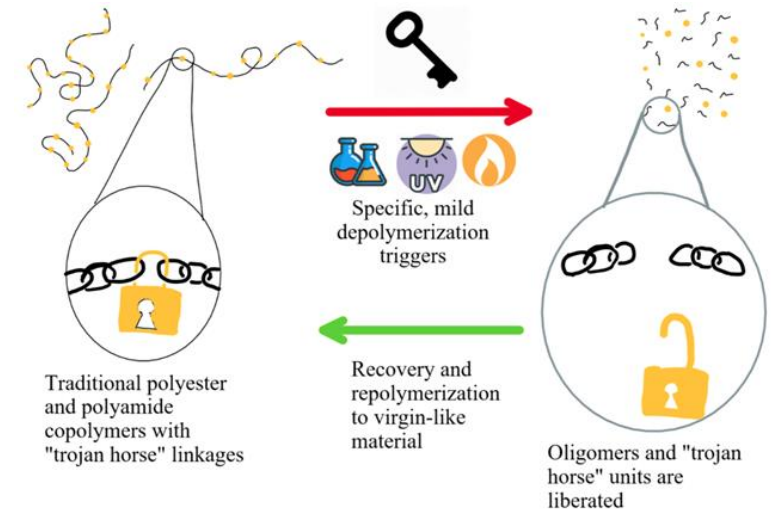 UV
Specific, mild
depolymerization
triggers
Traditional polyester
and polyamide
copolymers with
"trojan horse" linkages
Recovery and
repolymerization
to virgin-like
material
Oligomers and "trojan
horse" units are
liberated